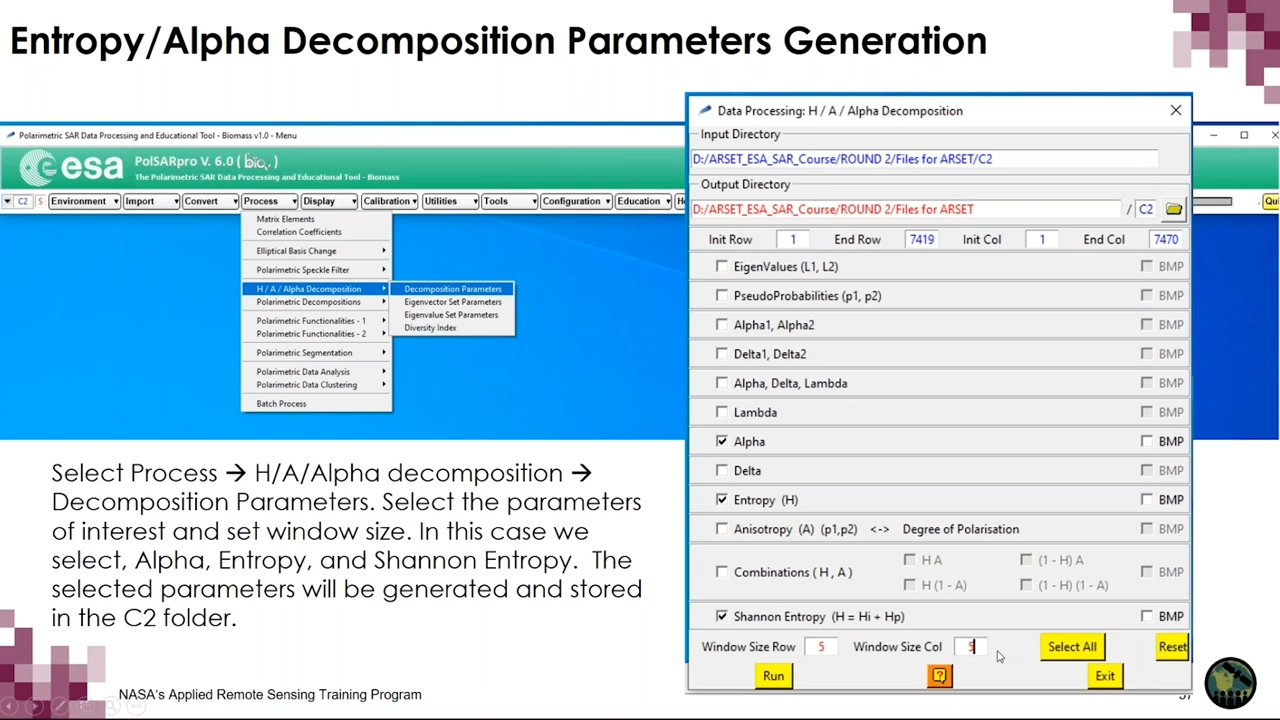 Entropy/Alpha Decomposition Parameters Generation
Polarimetric SAR Data Processing and Educational Tool - Biomass v1.0 - Menu
esa
PolSARpro V. 6.0 ( bio. )
The Polarimetric SAR Data Processing and Educational Tool - Biomass
C2 S Environment Import Convert Process Display Calibration Utilities Tools Configuration Education
Matrix Elements
Correlation Coefficients
Elliptical Basis Change
Polarimetric Speckle Filter
H / A / Alpha Decomposition
Polarimetric Decompositions
Polarimetric Functionalities - 1
Polarimetric Functionalities - 2
Polarimetric Segmentation
Polarimetric Data Analysis
Polarimetric Data Clustering
Batch Process
Decomposition Parameters
Eigenvector Set Parameters
Eigenvalue Set Parameters
Diversity Index
Data Processing: H / A / Alpha Decomposition
Input Directory
D:/ARSET_ESA_SAR_Course/ROUND 2/Files for ARSET/C2
Output Directory
D:/ARSET_ESA_SAR_Course/ROUND 2/Files for ARSET / C2
Init Row 1 End Row 7419 Init Col 1 End Col 7470
EigenValues (L1, L2) BMP
PseudoProbabilities (p1, p2) BMP
Alpha1, Alpha2 BMP
Delta1, Delta2 BMP
Alpha, Delta, Lambda BMP
Lambda BMP
Alpha BMP
Delta BMP
Entropy (H) BMP
Anisotropy (A) (p1,p2) <-> Degree of Polarisation BMP
Combinations ( H , A ) BMP
H A (1 - H) A
H (1 - A) (1 - H) (1 - A)
Shannon Entropy (H = Hi + Hp) BMP
Window Size Row 5 Window Size Col 5 Select All Reset
Run Exit
Select Process → H/A/Alpha decomposition →
Decomposition Parameters. Select the parameters
of interest and set window size. In this case we
select, Alpha, Entropy, and Shannon Entropy. The
selected parameters will be generated and stored
in the C2 folder.
NASA's Applied Remote Sensing Training Program